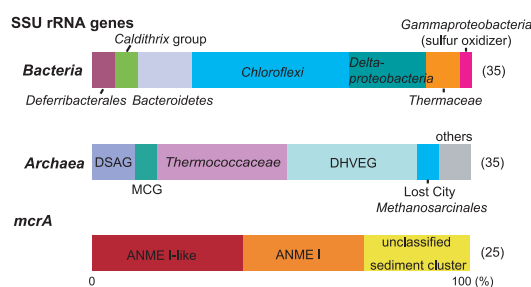 SSU rRNA genes
Gammaproteobacteria
(sulfur oxidizer)
Caldithrix group
Bacteria
Chloroflexi
Delta-
proteobacteria
(35)
Deferribacterales
Bacteroidetes
Thermaceae
others
Archaea
DSAG
Thermococcaceae
DHVEG
(35)
MCG
Lost City
Methanosarcinales
mcrA
ANME I-like
ANME I
unclassified
sediment cluster
(25)
0
100 (%)